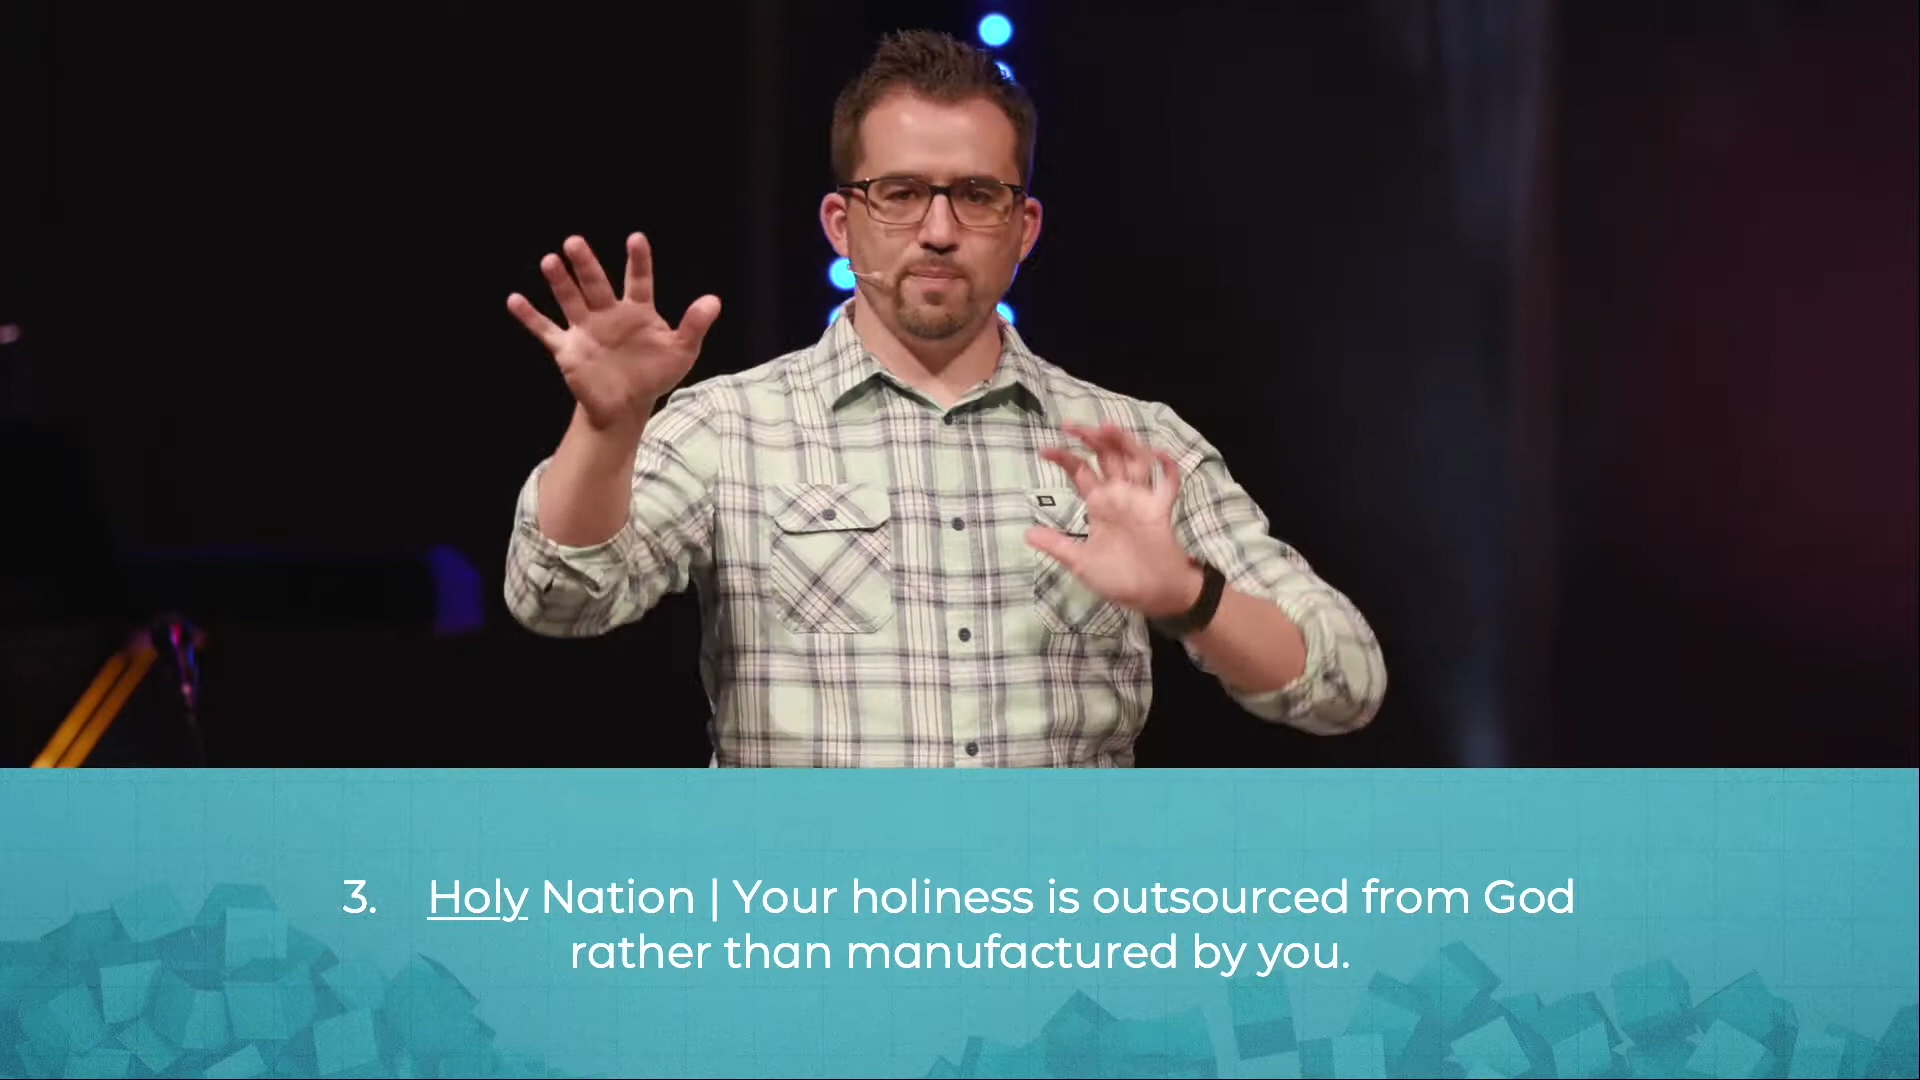 3. Holy Nation | Your holiness is outsourced from God
rather than manufactured by you.